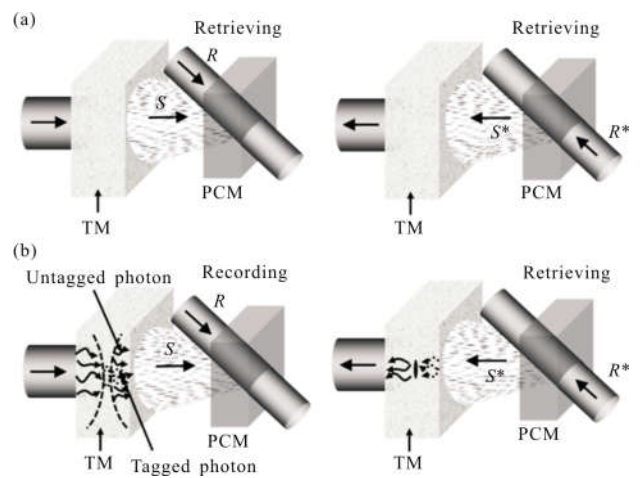 (a)
Retrieving
R
S
PCM
TM
Retrieving
S*
R*
PCM
TM
(b)
Untagged photon
Recording
R
S
PCM
TM
Tagged photon
Retrieving
S*
R*
PCM
TM